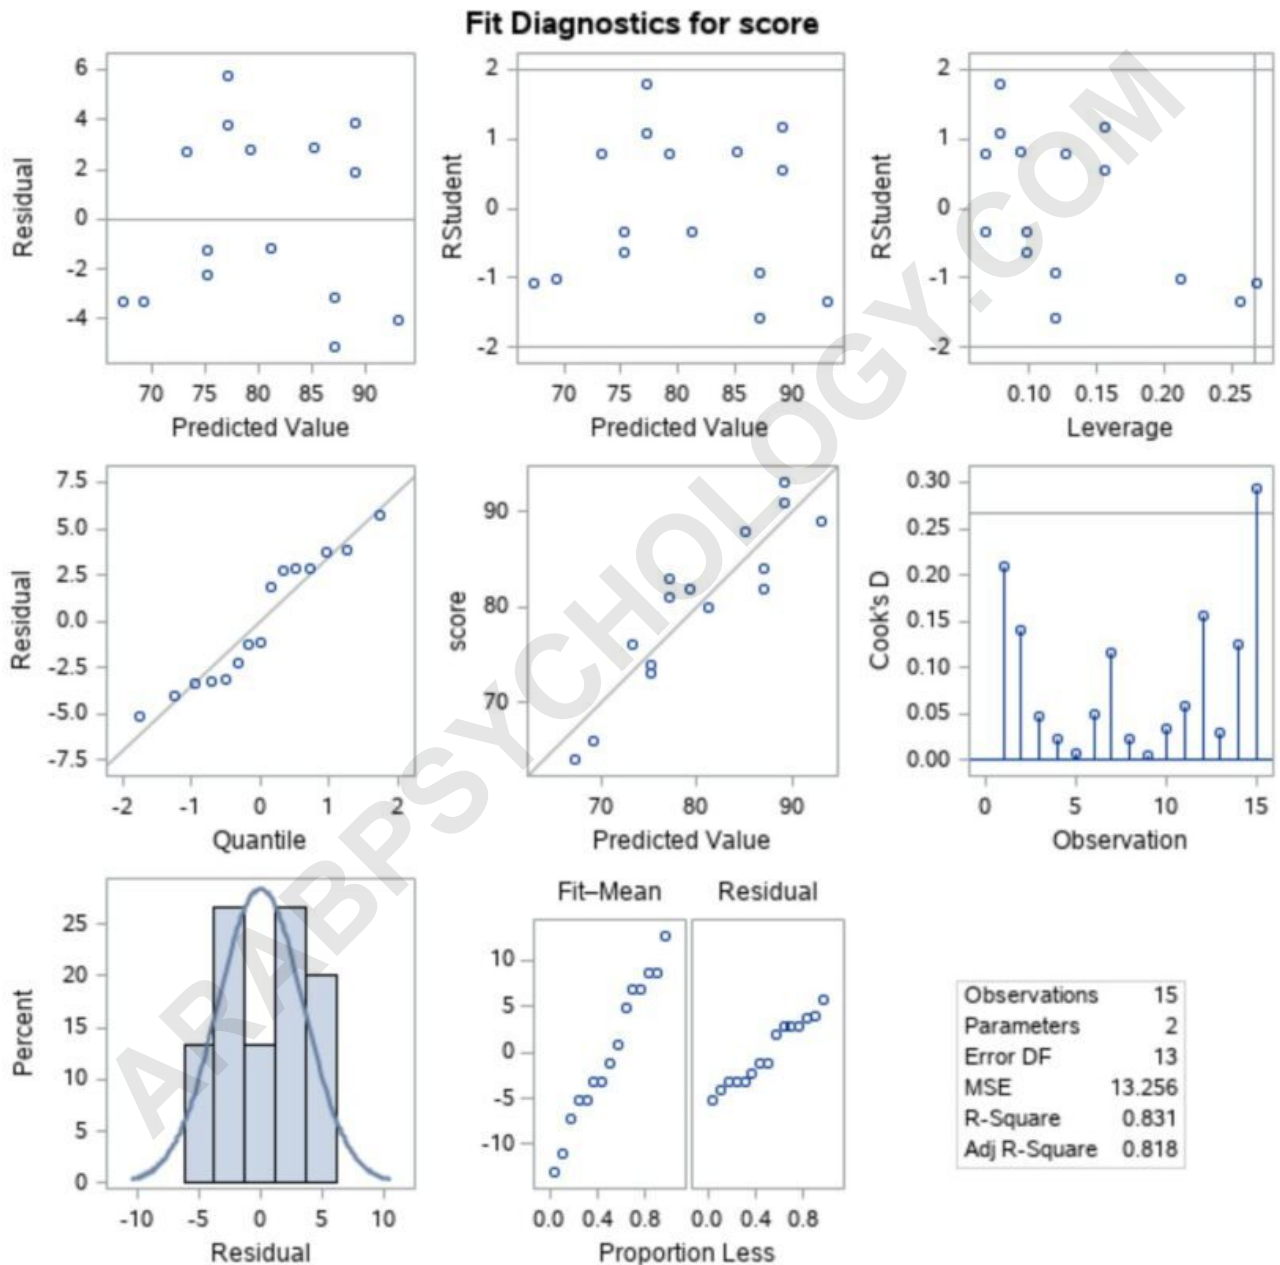 Fit Diagnostics for score
6
4
2
0
-2
-4
Residual
70 75 80 85 90
Predicted Value
2
1
0
-1
-2
RStudent
70 75 80 85 90
Predicted Value
2
1
0
-1
-2
RStudent
0.10 0.15 0.20 0.25
Leverage
7.5
5.0
2.5
0.0
-2.5
-5.0
-7.5
Residual
-2 -1 0 1 2
Quantile
90
80
70
score
70 80 90
Predicted Value
0.30
0.25
0.20
0.15
0.10
0.05
0.00
Cook's D
0 5 10 15
Observation
25
20
15
10
5
0
Percent
-10 -5 0 5 10
Residual
Fit–Mean Residual
10
5
0
-5
-10
0.0 0.4 0.8 0.0 0.4 0.8
Proportion Less
Observations 15
Parameters 2
Error DF 13
MSE 13.256
R-Square 0.831
Adj R-Square 0.818
ARABPSYCHOLOGY.COM